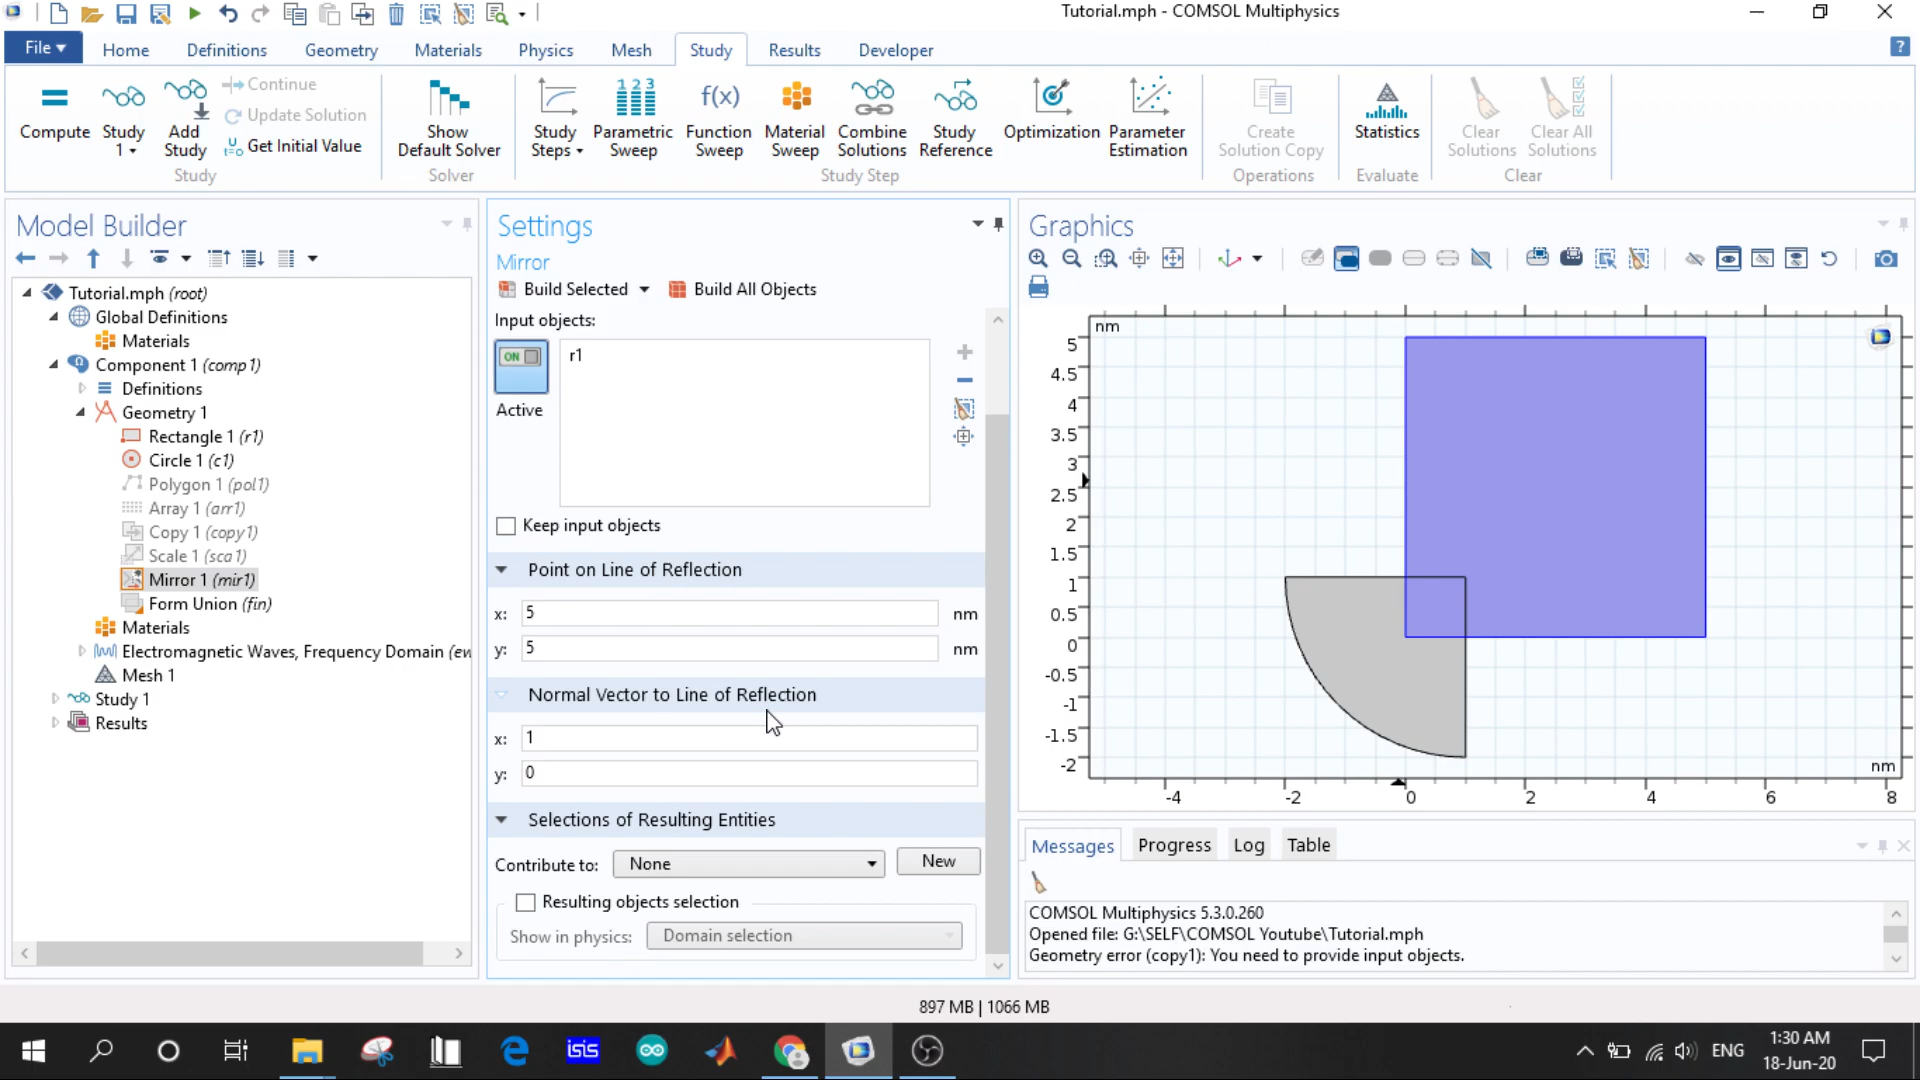 Tutorial.mph - COMSOL Multiphysics
File
Home
Definitions
Geometry
Materials
Physics
Mesh
Study
Results
Developer
Compute
Study
1
Add
Study
Continue
Update Solution
Get Initial Value
Study
Show
Default Solver
Solver
Study
Steps
Parametric
Sweep
f(x)
Function
Sweep
Material
Sweep
Combine
Solutions
Study
Reference
Optimization
Parameter
Estimation
Study Step
Create
Solution Copy
Operations
Statistics
Evaluate
Clear
Solutions
Clear All
Solutions
Clear
Model Builder
Tutorial.mph (root)
Global Definitions
Materials
Component 1 (comp1)
Definitions
Geometry 1
Rectangle 1 (r1)
Circle 1 (c1)
Polygon 1 (pol1)
Array 1 (arr1)
Copy 1 (copy1)
Scale 1 (sca1)
Mirror 1 (mir1)
Form Union (fin)
Materials
Electromagnetic Waves, Frequency Domain (ew
Mesh 1
Study 1
Results
Settings
Mirror
Build Selected
Build All Objects
Input objects:
ON
Active
r1
Keep input objects
Point on Line of Reflection
x: 5 nm
y: 5 nm
Normal Vector to Line of Reflection
x: 1
y: 0
Selections of Resulting Entities
Contribute to: None New
Resulting objects selection
Show in physics: Domain selection
Graphics
nm
5
4.5
4
3.5
3
2.5
2
1.5
1
0.5
0
-0.5
-1
-1.5
-2
nm
-4 -2 0 2 4 6 8
Messages
Progress
Log
Table
COMSOL Multiphysics 5.3.0.260
Opened file: G:\SELF\COMSOL Youtube\Tutorial.mph
Geometry error (copy1): You need to provide input objects.
897 MB | 1066 MB
isis
ENG
1:30 AM
18-Jun-20